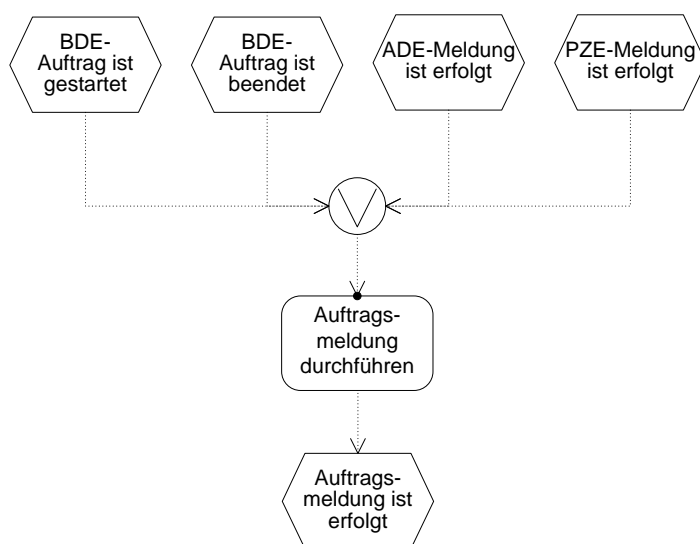 BDE-
Auftrag ist
gestartet
BDE-
Auftrag ist
beendet
ADE-Meldung
ist erfolgt
PZE-Meldung
ist erfolgt
Auftrags-
meldung
durchführen
Auftrags-
meldung ist
erfolgt